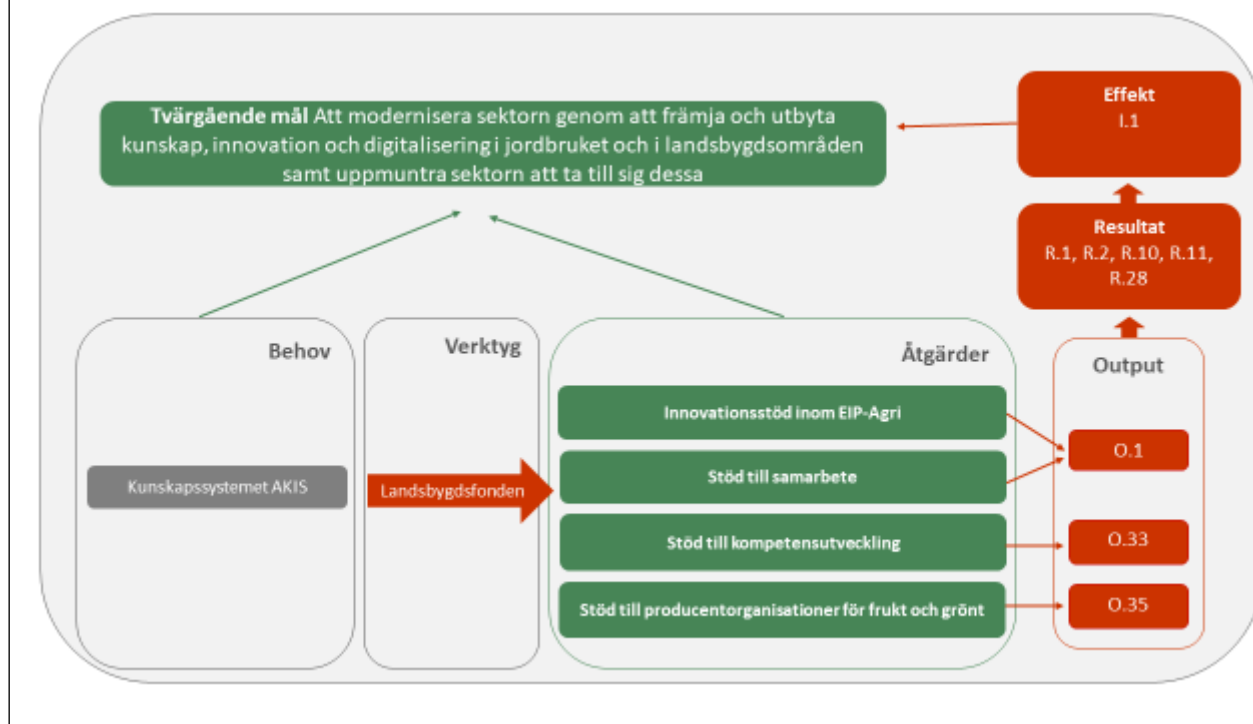 Tvärgående mål Att modernisera sektorn genom att främja och utbyta
kunskap, innovation och digitalisering i jordbruket och i landsbygdsområden
samt uppmuntra sektorn att ta till sig dessa
Effekt
I.1
Resultat
R.1, R.2, R.10, R.11,
R.28
Behov
Kunskapssystemet AKIS
Verktyg
Landsbygdsfonden
Åtgärder
Innovationsstöd inom EIP-Agri
Stöd till samarbete
Stöd till kompetensutveckling
Stöd till producentorganisationer för frukt och grönt
Output
O.1
O.33
O.35